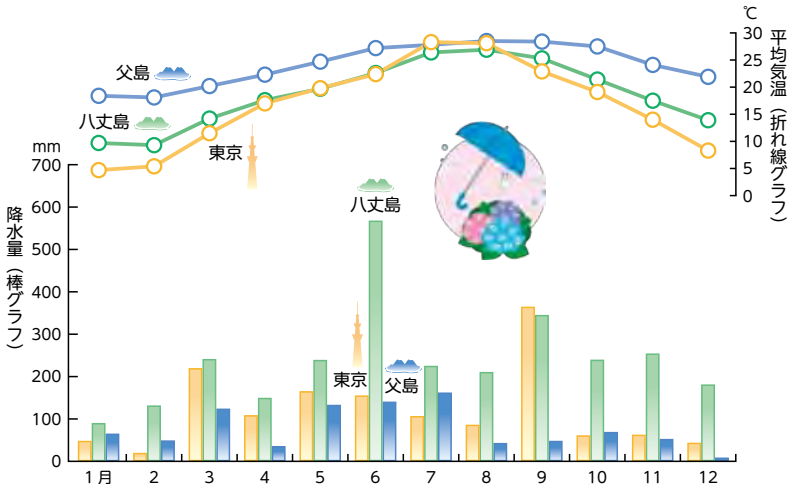 ℃
30
25
20
15
10
5
0
平均気温（折れ線グラフ）
父島
八丈島
東京
mm
700
600
500
400
300
200
100
0
降水量（棒グラフ）
八丈島
東京
父島
1月 2 3 4 5 6 7 8 9 10 11 12